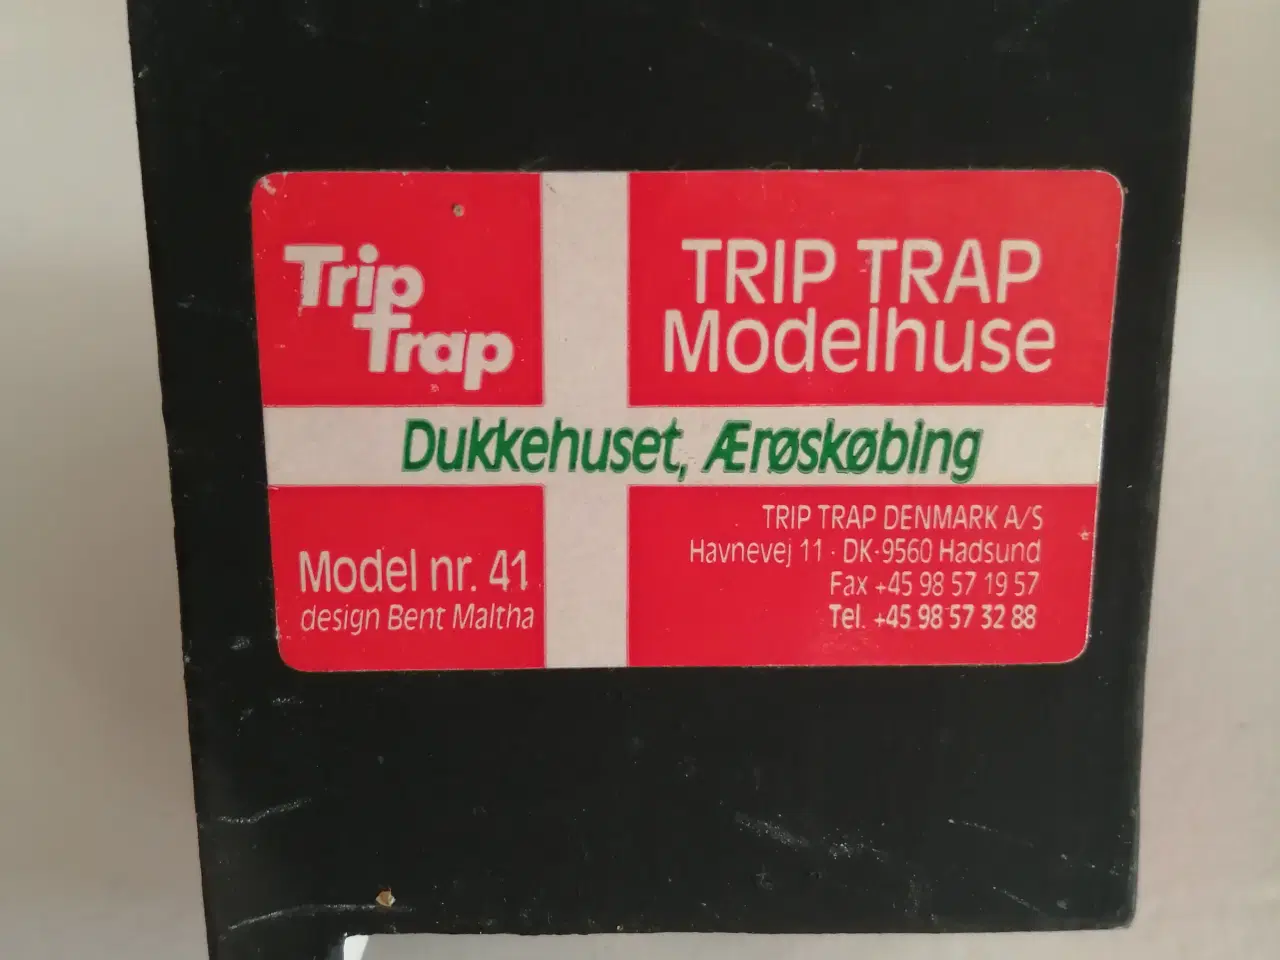 Trip
Trap
TRIP TRAP
Modelhuse
Dukkehuset, Ærøskøbing
Model nr. 41
design Bent Maltha
TRIP TRAP DENMARK A/S
Havnevej 11 · DK-9560 Hadsund
Fax +45 98 57 19 57
Tel. +45 98 57 32 88